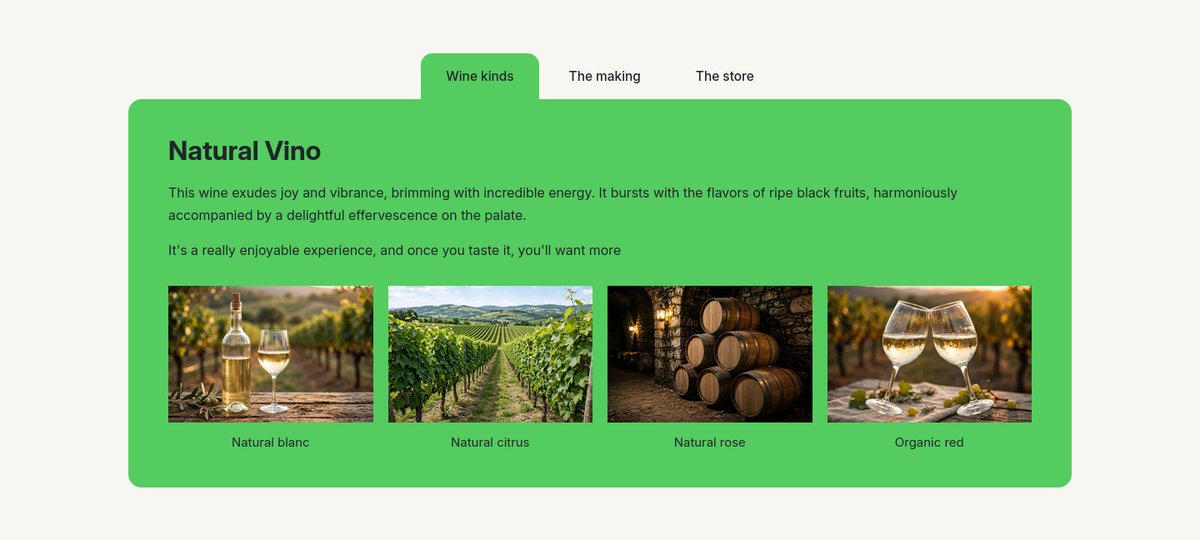 Wine kinds
The making
The store
Natural Vino
This wine exudes joy and vibrance, brimming with incredible energy. It bursts with the flavors of ripe black fruits, harmoniously
accompanied by a delightful effervescence on the palate.
It's a really enjoyable experience, and once you taste it, you'll want more
Natural blanc
Natural citrus
Natural rose
Organic red